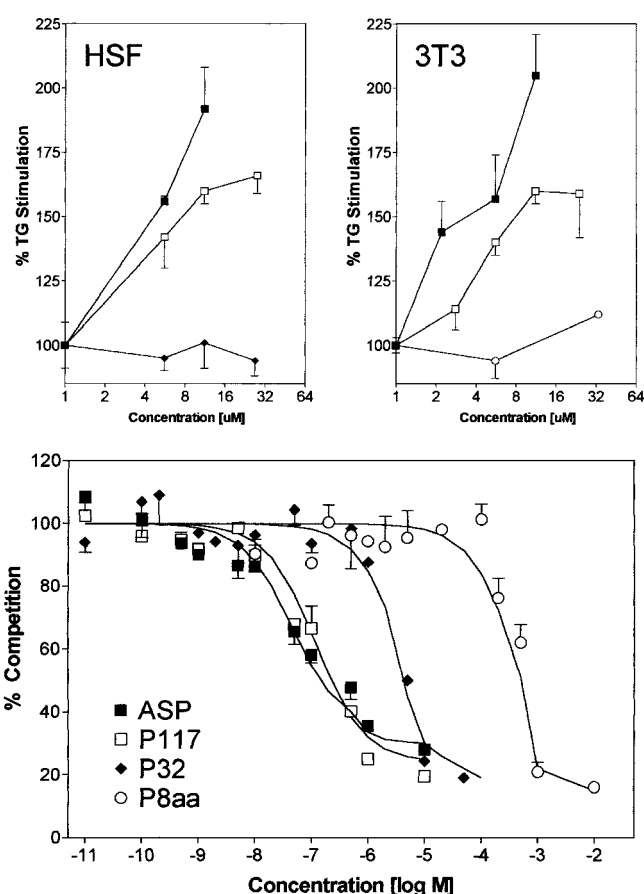 HSF
% TG Stimulation
225
200
175
150
125
100
1 2 4 8 16 32 64
Concentration [uM]
3T3
% TG Stimulation
225
200
175
150
125
100
1 2 4 8 16 32 64
Concentration [uM]
% Competition
120
100
80
60
40
20
0
ASP
P117
P32
P8aa
-11 -10 -9 -8 -7 -6 -5 -4 -3 -2
Concentration [log M]